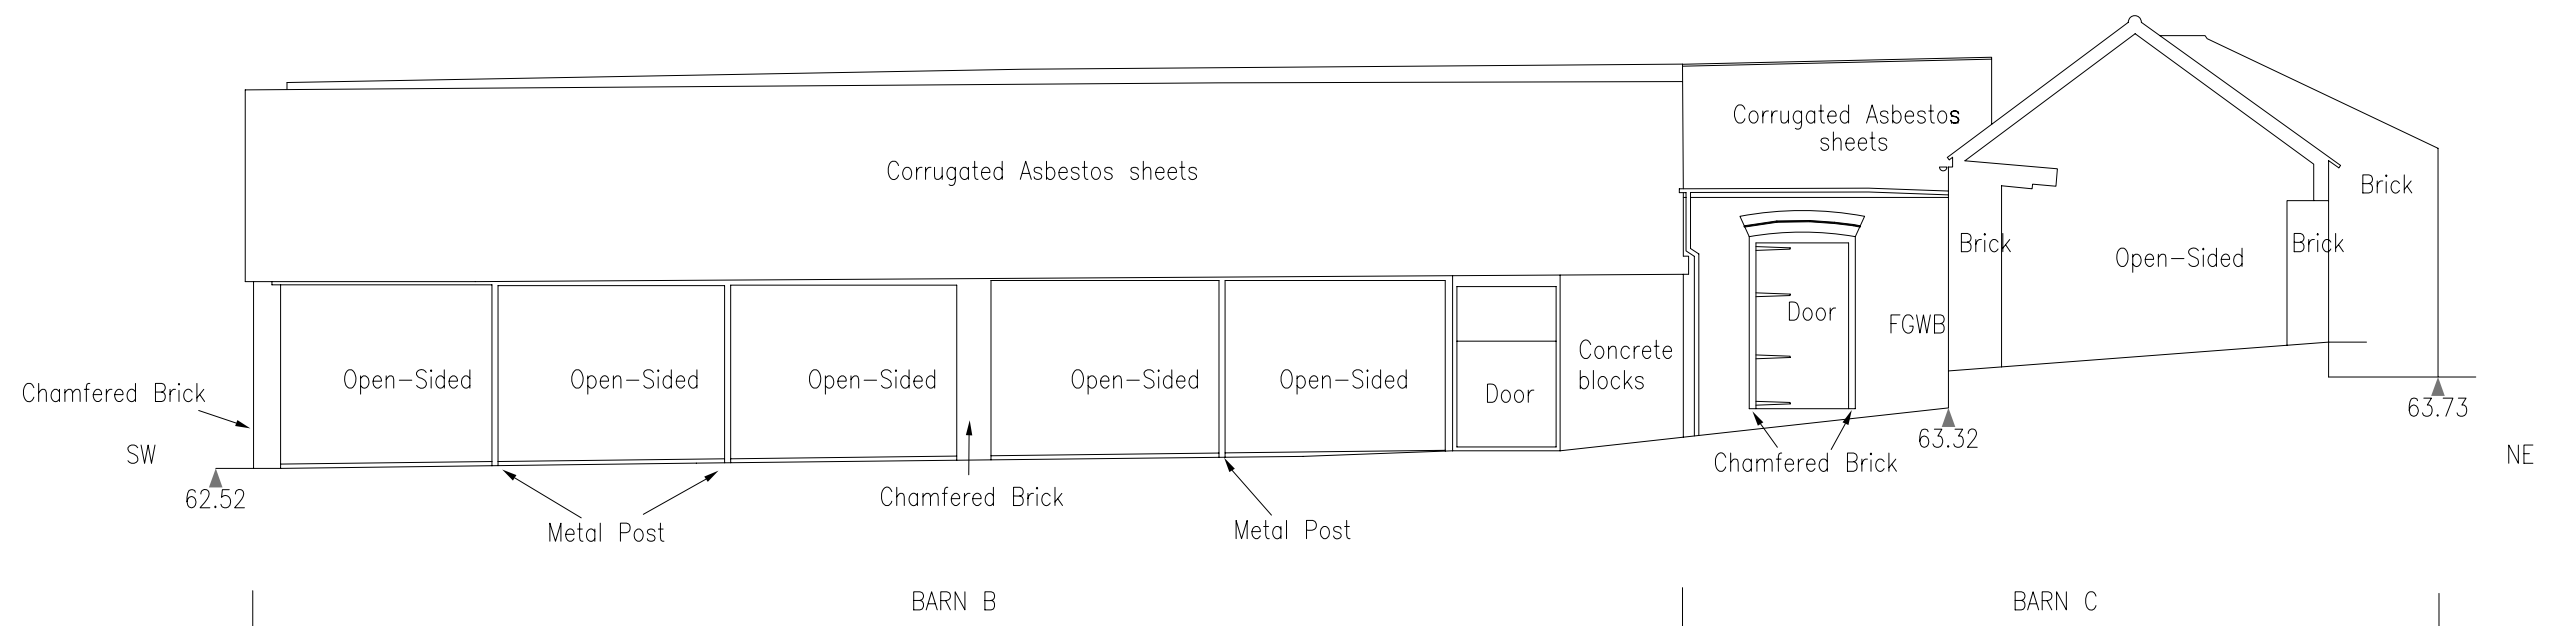 Corrugated Asbestos
sheets
Corrugated Asbestos sheets
Brick
Brick
Brick
Open-Sided
Door
FGWB
Concrete
blocks
Open-Sided
Open-Sided
Open-Sided
Open-Sided
Open-Sided
Door
Chamfered Brick
63.73
63.32
SW
NE
Chamfered Brick
62.52
Chamfered Brick
Metal Post
Metal Post
BARN B
BARN C